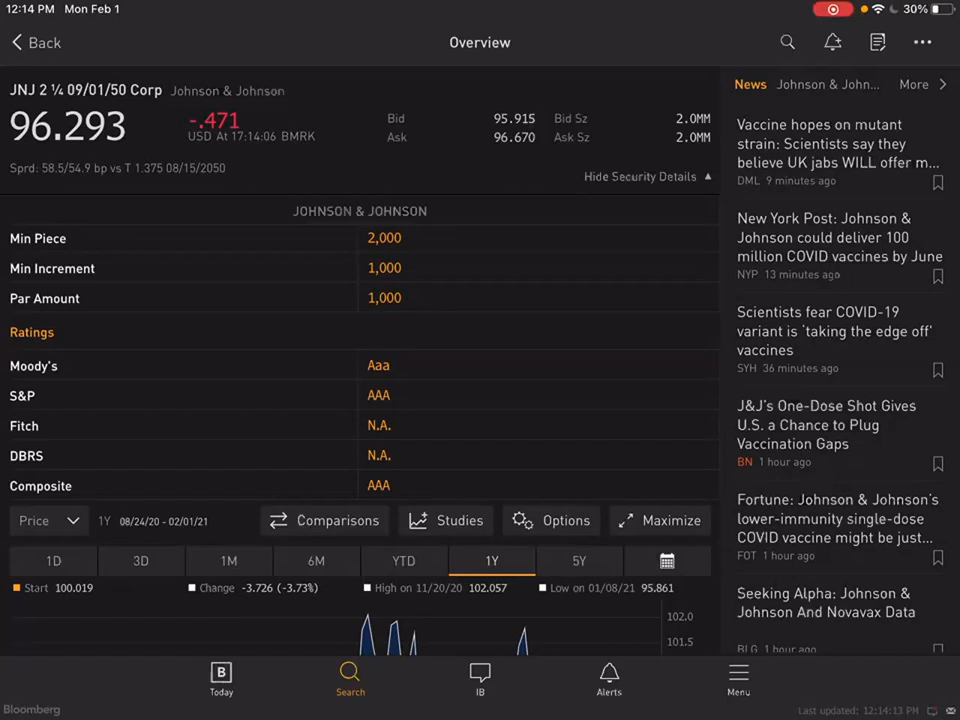 12:14 PM Mon Feb 1
30%
Back
Overview
JNJ 2 ¼ 09/01/50 Corp Johnson & Johnson
96.293
-.471
USD At 17:14:06 BMRK
Bid 95.915 Bid Sz 2.0MM
Ask 96.670 Ask Sz 2.0MM
Sprd: 58.5/54.9 bp vs T 1.375 08/15/2050
Hide Security Details
JOHNSON & JOHNSON
Min Piece 2,000
Min Increment 1,000
Par Amount 1,000
Ratings
Moody's Aaa
S&P AAA
Fitch N.A.
DBRS N.A.
Composite AAA
Price 1Y 08/24/20 - 02/01/21 Comparisons Studies Options Maximize
1D 3D 1M 6M YTD 1Y 5Y
Start 100.019 Change -3.726 (-3.73%) High on 11/20/20 102.057 Low on 01/08/21 95.861
102.0
101.5
News Johnson & John... More
Vaccine hopes on mutant
strain: Scientists say they
believe UK jabs WILL offer m...
DML 9 minutes ago
New York Post: Johnson &
Johnson could deliver 100
million COVID vaccines by June
NYP 13 minutes ago
Scientists fear COVID-19
variant is 'taking the edge off'
vaccines
SYH 36 minutes ago
J&J's One-Dose Shot Gives
U.S. a Chance to Plug
Vaccination Gaps
BN 1 hour ago
Fortune: Johnson & Johnson's
lower-immunity single-dose
COVID vaccine might be just...
FOT 1 hour ago
Seeking Alpha: Johnson &
Johnson And Novavax Data
BLG 1 hour ago
B
Today Search IB Alerts Menu
Bloomberg
Last updated: 12:14:13 PM